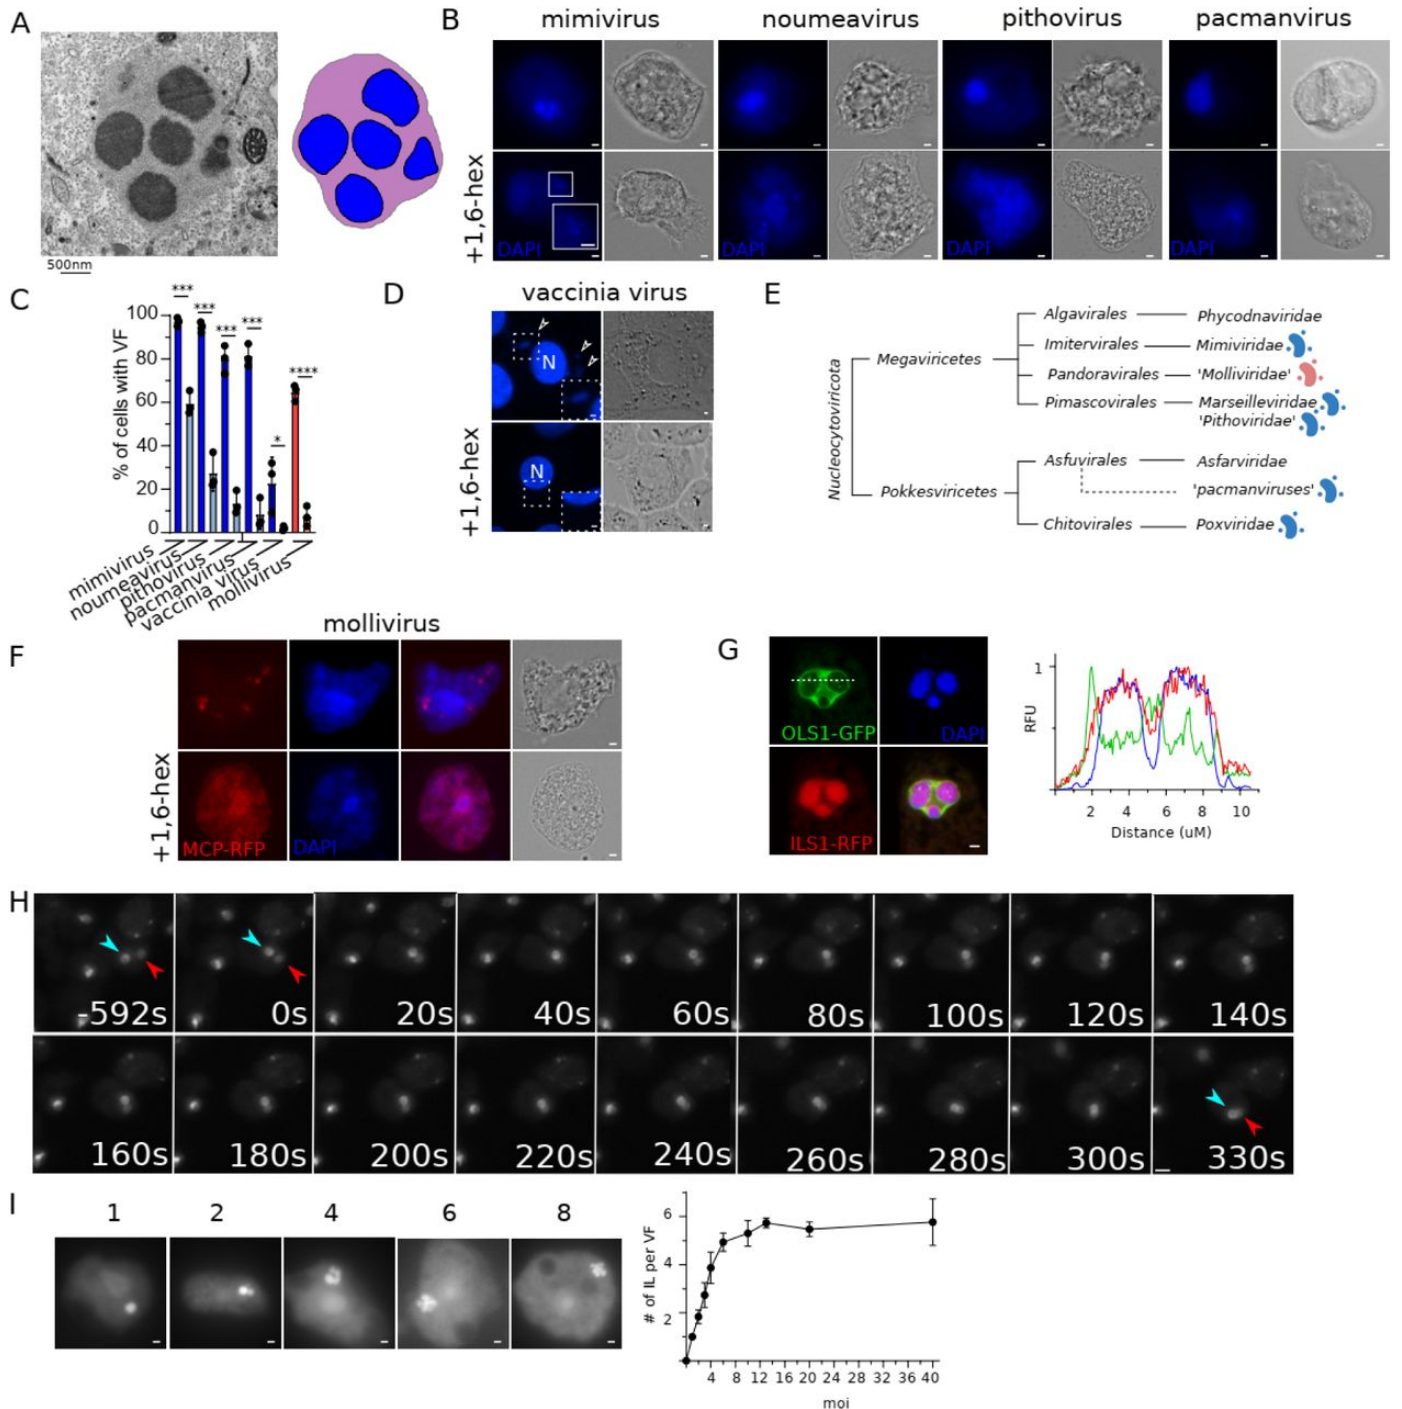 A
500nm
B
mimivirus
noumeavirus
pithovirus
pacmanvirus
+1,6-hex
DAPI
DAPI
DAPI
DAPI
C
% of cells with VF
100
80
60
40
20
0
***
***
***
***
*
****
mimivirus
noumeavirus
pithovirus
pacmanvirus
vaccinia virus
mollivirus
D
vaccinia virus
N
+1,6-hex
N
E
Nucleocytoviricota
Megaviricetes
Algavirales
Phycodnaviridae
Imitervirales
Mimiviridae
Pandoravirales
'Molliviridae'
Pimascovirales
Marseilleviridae
'Pithoviridae'
Pokkesviricetes
Asfuvirales
Asfarviridae
'pacmanviruses'
Chitovirales
Poxviridae
F
mollivirus
+1,6-hex
MCP-RFP
DAPI
G
OLS1-GFP
DAPI
ILS1-RFP
RFU
1
2 4 6 8 10
Distance (uM)
H
-592s 0s 20s 40s 60s 80s 100s 120s 140s
160s 180s 200s 220s 240s 260s 280s 300s 330s
I
1 2 4 6 8
# of IL per VF
6
4
2
4 8 12 16 20 24 28 32 36 40
moi